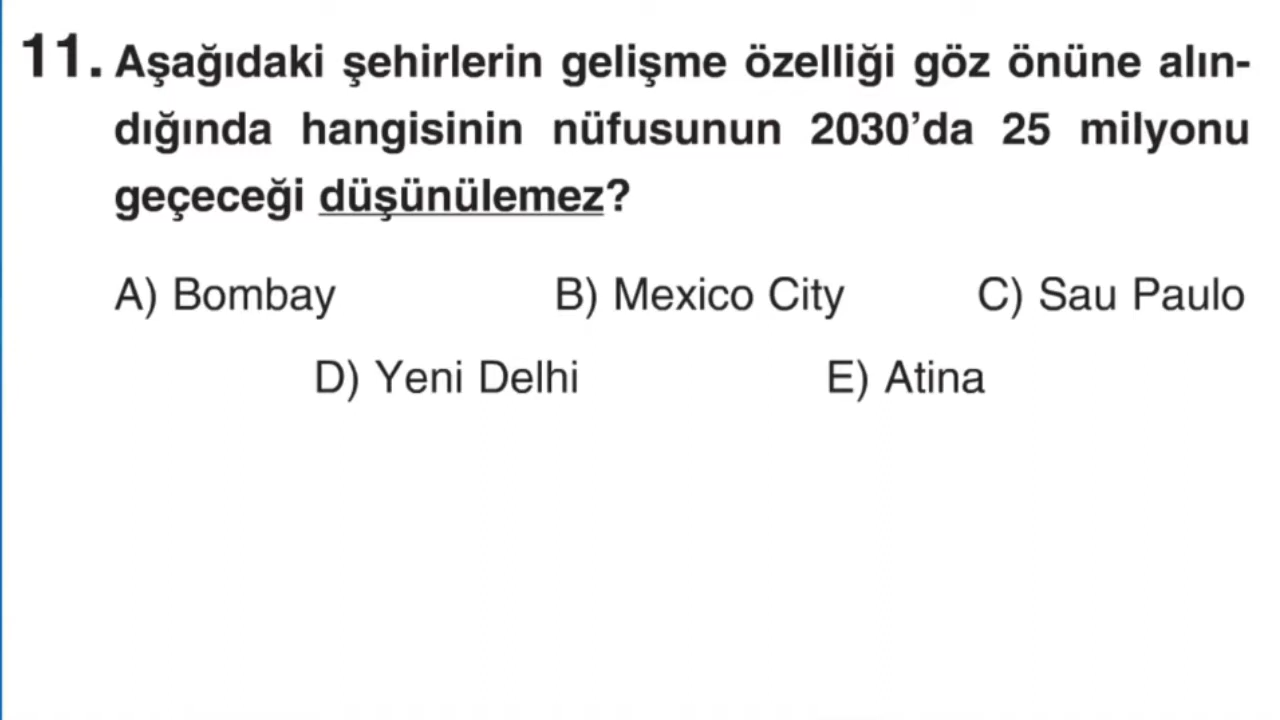 11. Aşağıdaki şehirlerin gelişme özelliği göz önüne alın-
dığında hangisinin nüfusunun 2030’da 25 milyonu
geçeceği düşünülemez?
A) Bombay B) Mexico City C) Sau Paulo
D) Yeni Delhi E) Atina